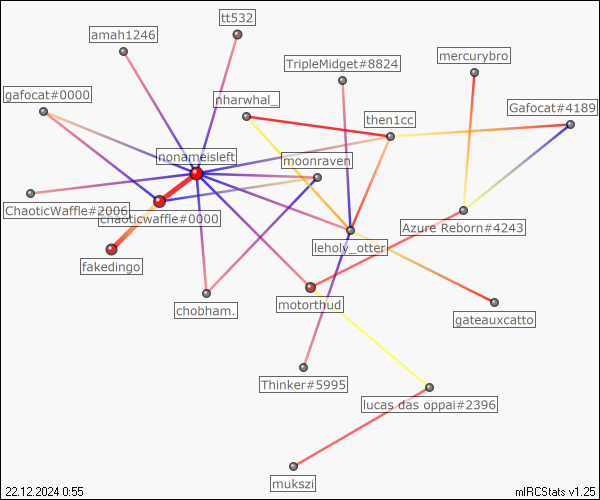 tt532
amah1246
mercurybro
TripleMidget#8824
gafocat#0000
nharwhal_
Gafocat#4189
then1cc
nonameisleft
moonraven
ChaoticWaffle#2006
chaoticwaffle#0000
Azure Reborn#4243
leholy_otter
fakedingo
motorthud
chobham.
gateauxcatto
Thinker#5995
lucas das oppai#2396
mukszi
22.12.2024 0:55
mIRCStats v1.25